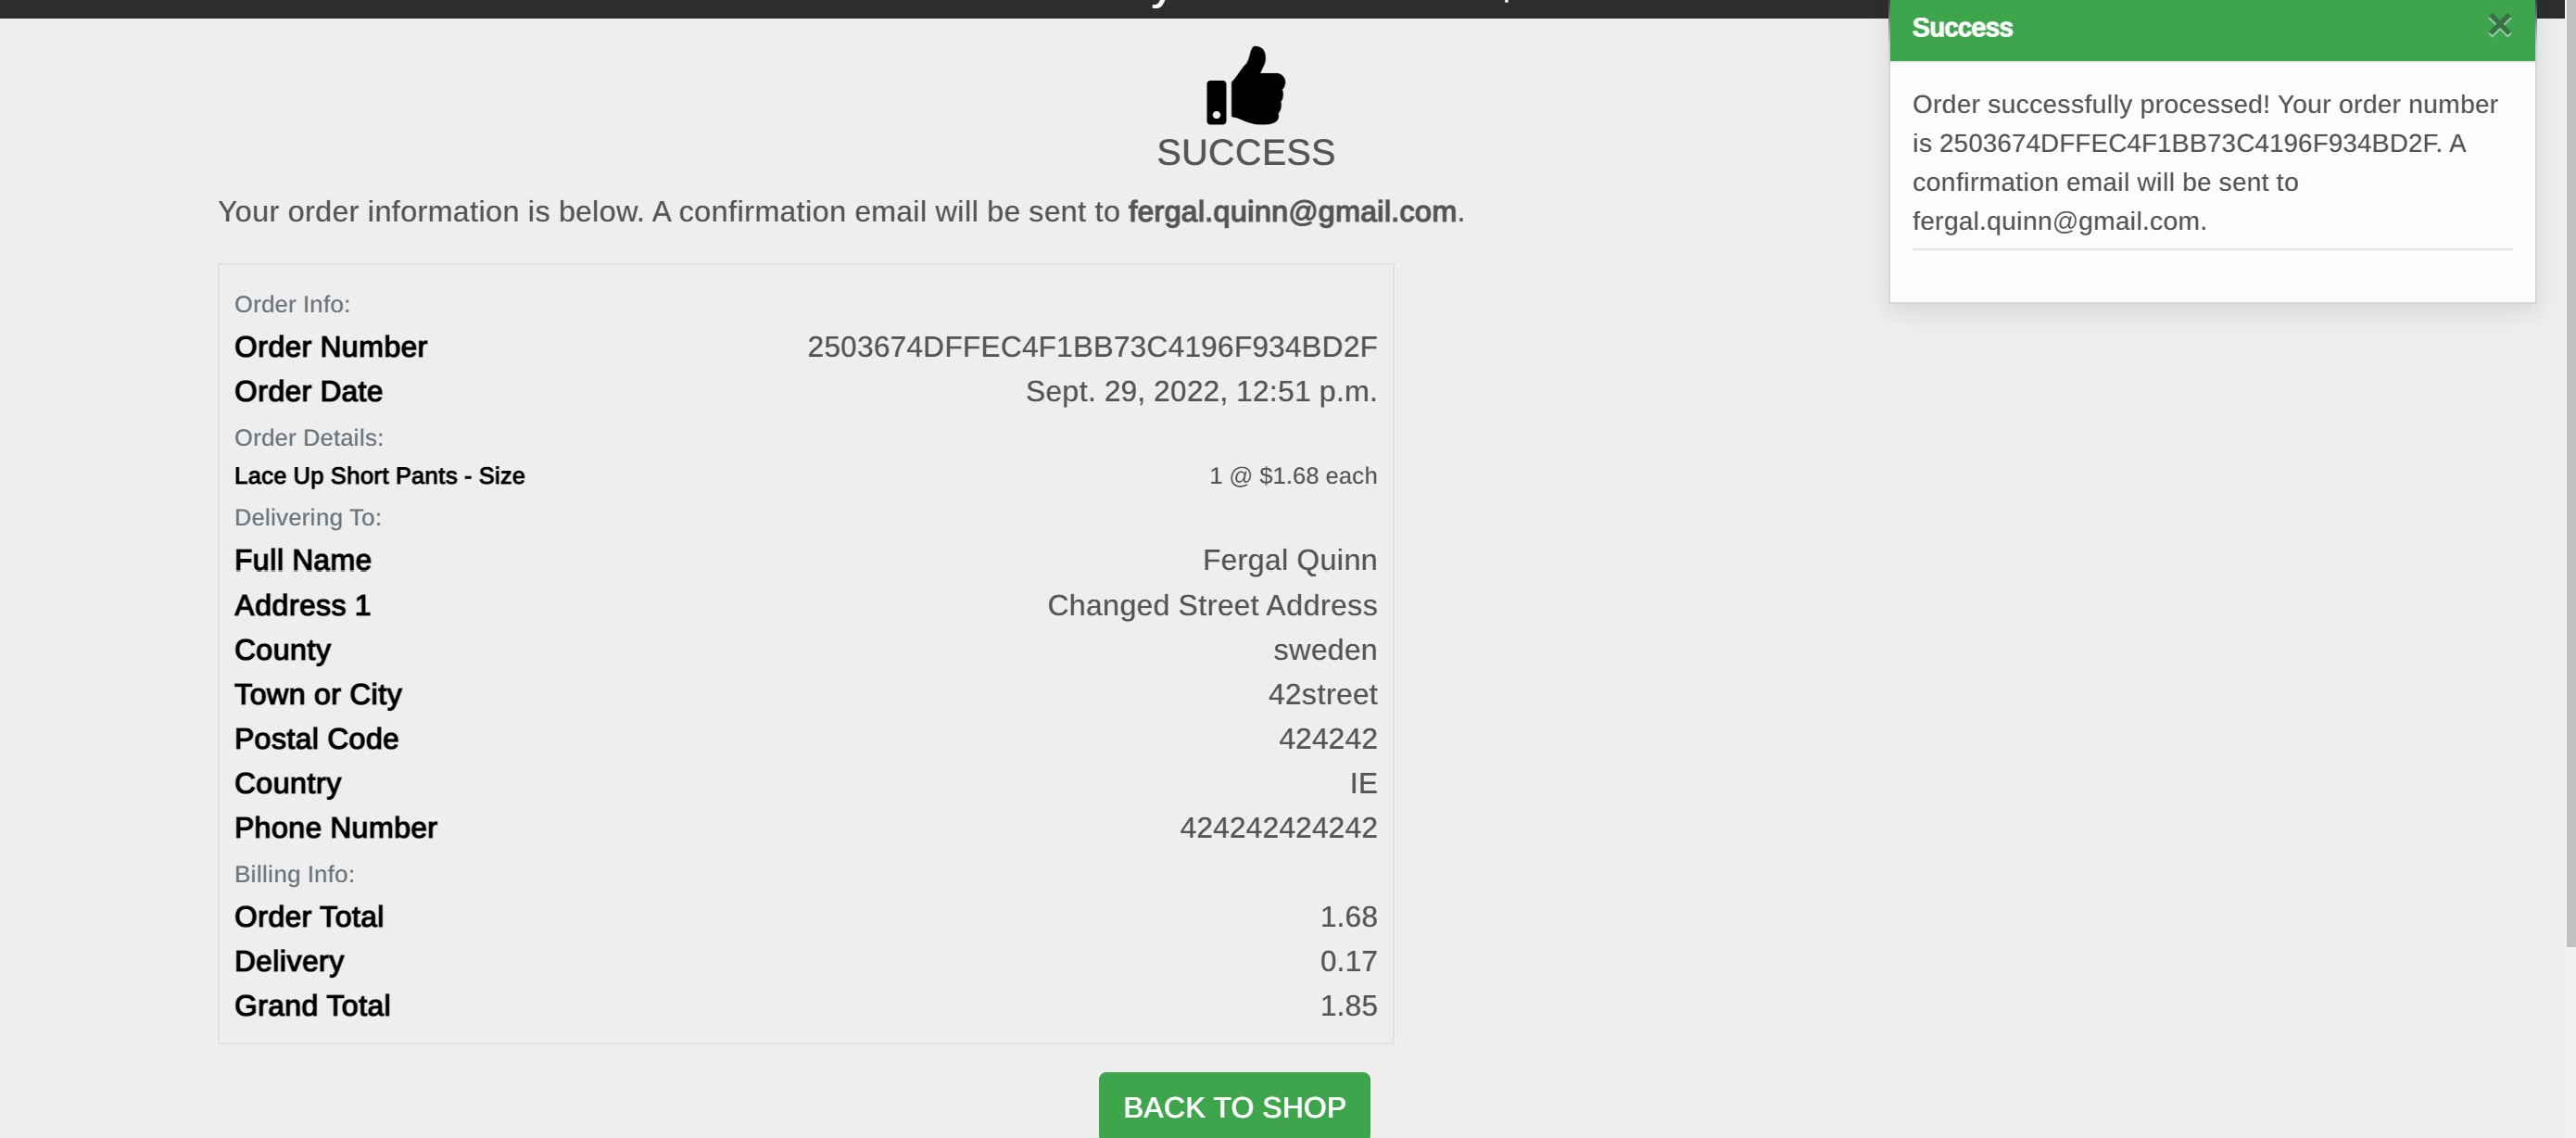 SUCCESS
Your order information is below. A confirmation email will be sent to fergal.quinn@gmail.com.
Order Info:
Order Number 2503674DFFEC4F1BB73C4196F934BD2F
Order Date Sept. 29, 2022, 12:51 p.m.
Order Details:
Lace Up Short Pants - Size 1 @ $1.68 each
Delivering To:
Full Name Fergal Quinn
Address 1 Changed Street Address
County sweden
Town or City 42street
Postal Code 424242
Country IE
Phone Number 424242424242
Billing Info:
Order Total 1.68
Delivery 0.17
Grand Total 1.85
BACK TO SHOP
Success ×
Order successfully processed! Your order number
is 2503674DFFEC4F1BB73C4196F934BD2F. A
confirmation email will be sent to
fergal.quinn@gmail.com.